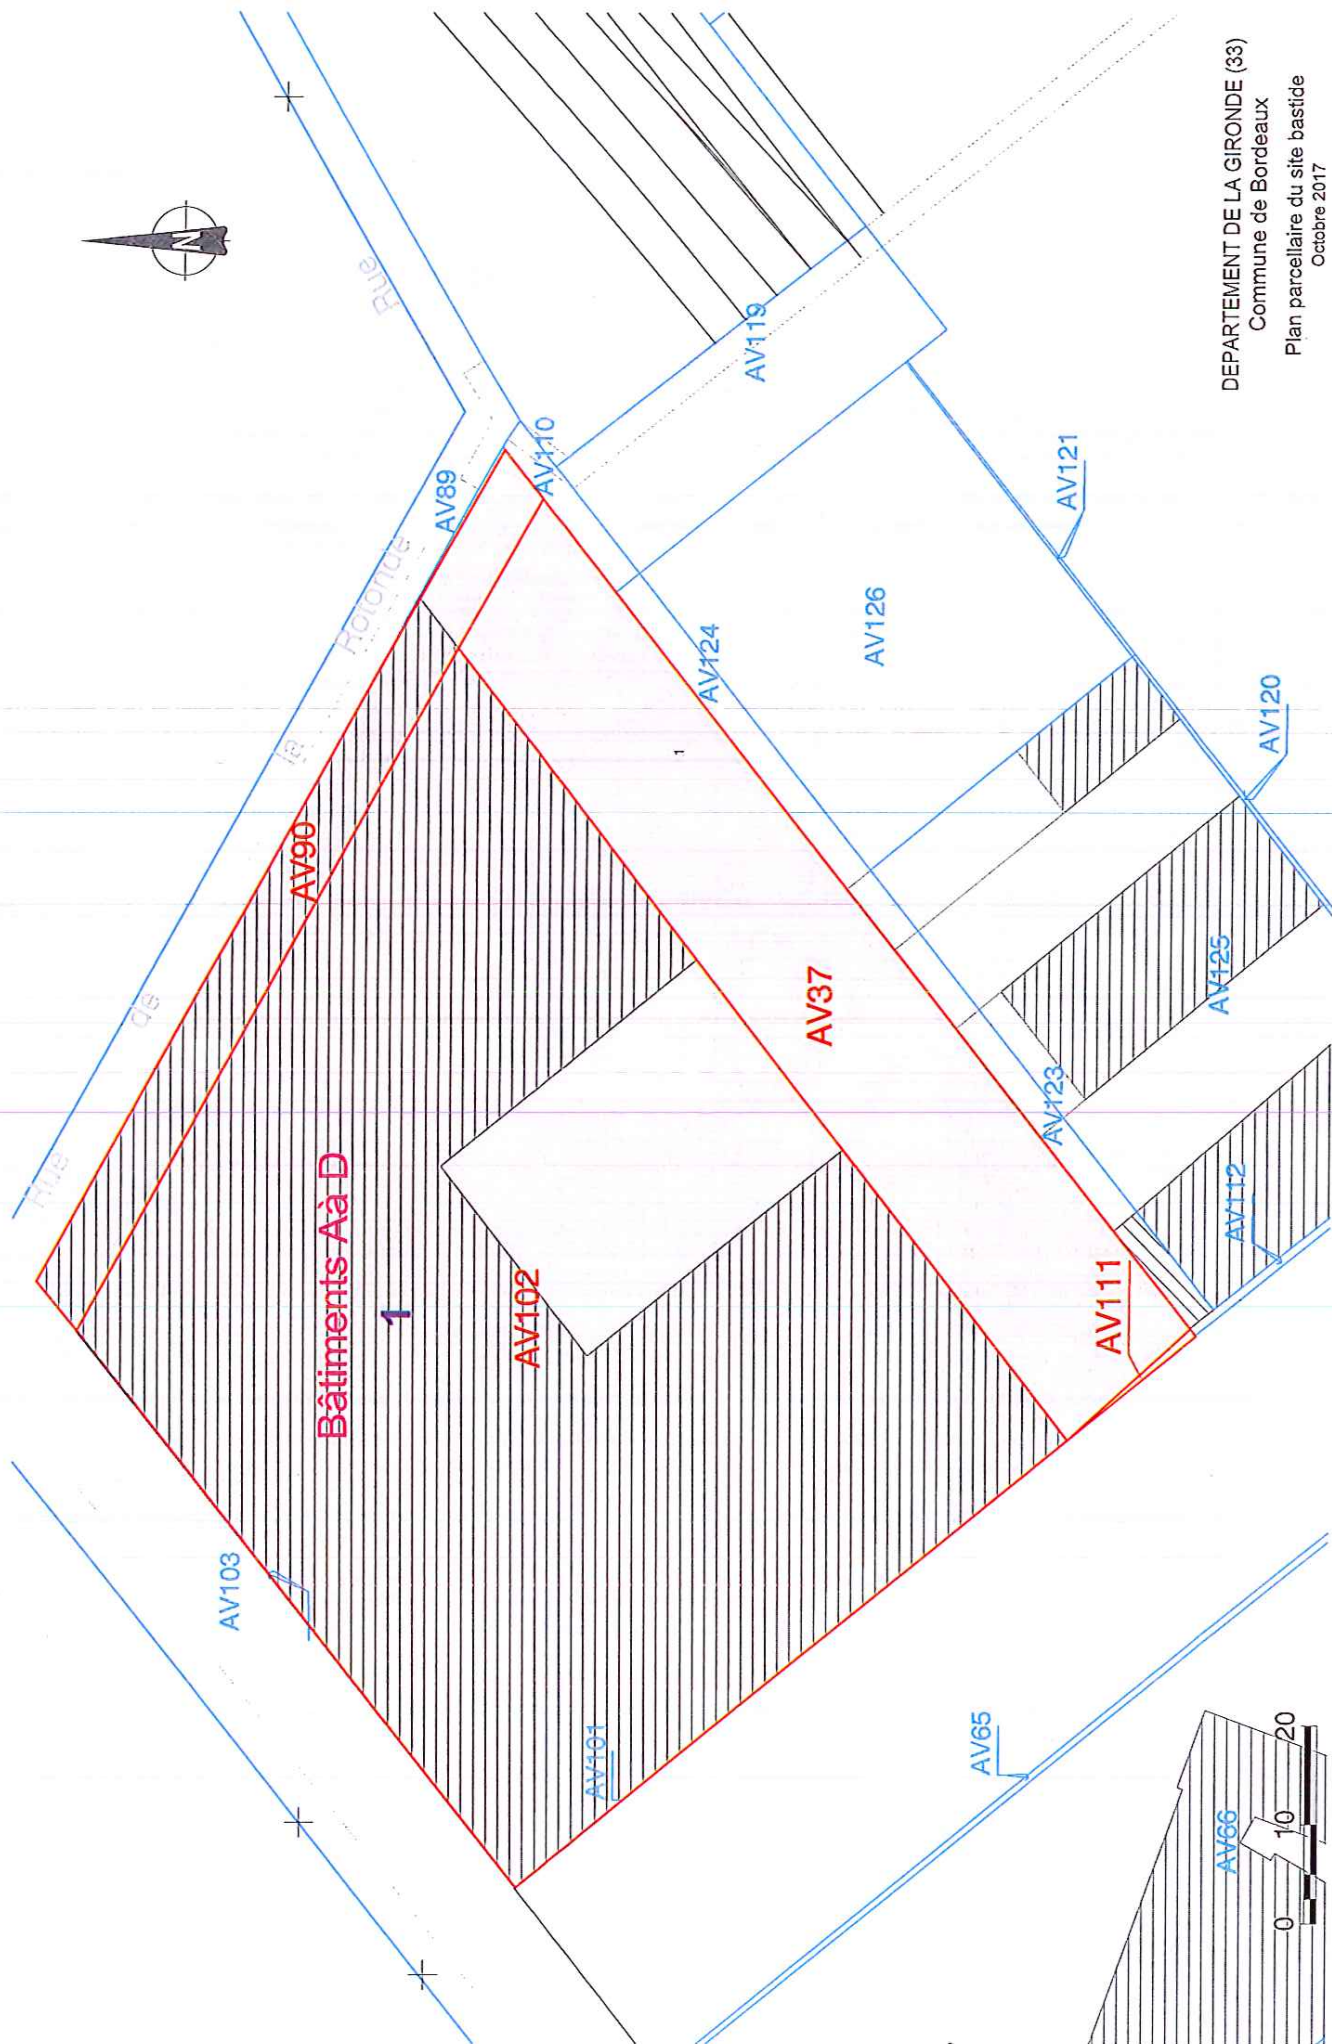 DEPARTEMENT DE LA GIRONDE (33)
Commune de Bordeaux
Plan parcellaire du site bastide
Octobre 2017
N
Rue
Rue
de
la
Rotonde
AV89
AV110
AV119
AV90
AV124
AV126
AV121
AV120
1
Bâtiments Aà D
1
AV102
AV37
AV123
AV125
AV112
AV111
AV103
AV101
AV65
AV66
0 10 20